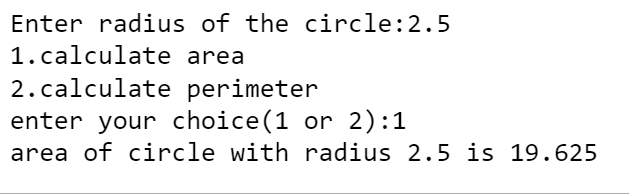 Enter radius of the circle:2.5
1.calculate area
2.calculate perimeter
enter your choice(1 or 2):1
area of circle with radius 2.5 is 19.625